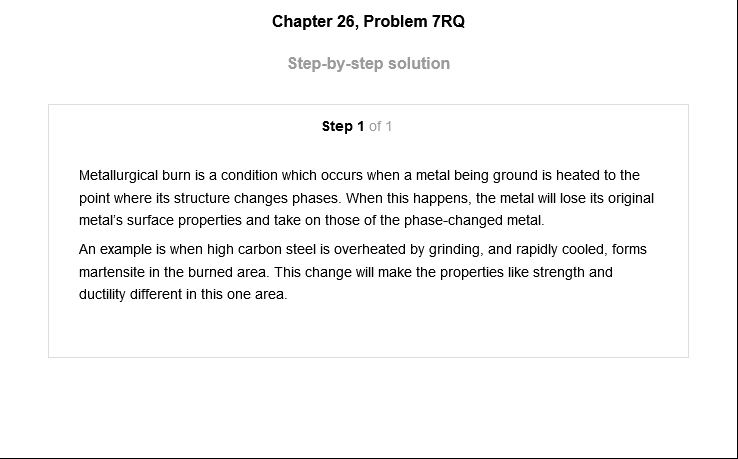 Chapter 26, Problem 7RQ
Step-by-step solution
Step 1 of 1
Metallurgical burn is a condition which occurs when a metal being ground is heated to the
point where its structure changes phases. When this happens, the metal will lose its original
metal's surface properties and take on those of the phase-changed metal.
An example is when high carbon steel is overheated by grinding, and rapidly cooled, forms
martensite in the burned area. This change will make the properties like strength and
ductility different in this one area.